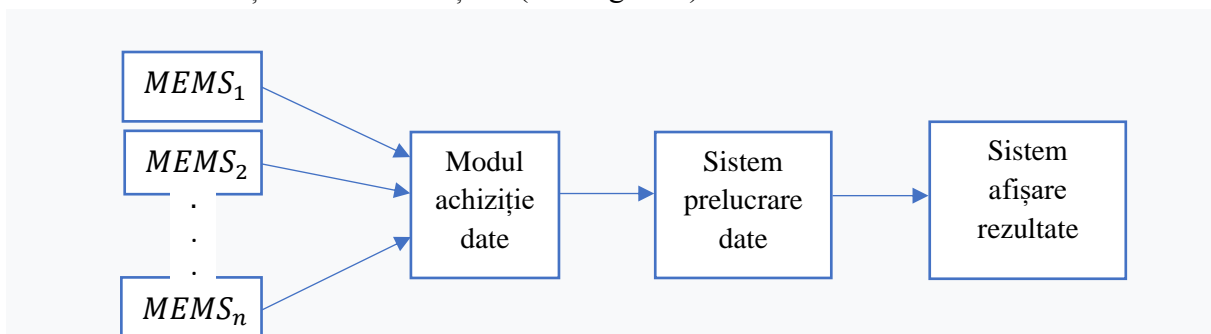 MEMS₁
MEMS₂
.
.
.
MEMSₙ
Modul
achiziție
date
Sistem
prelucrare
date
Sistem
afișare
rezultate